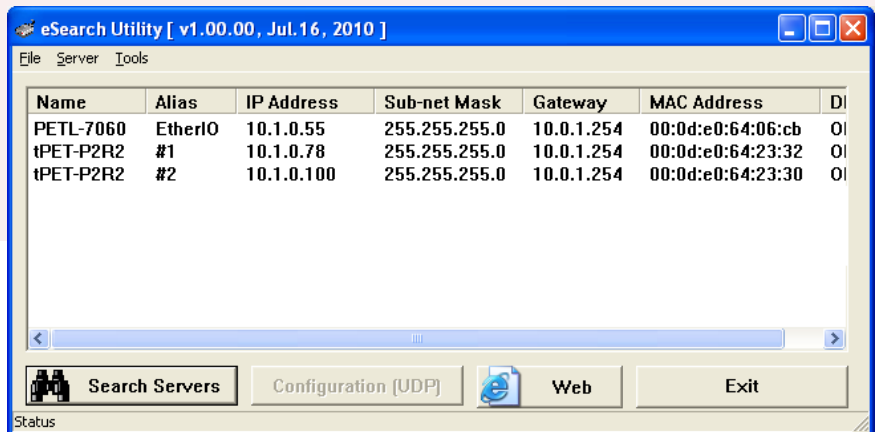 eSearch Utility [ v1.00.00, Jul.16, 2010 ]
File Server Tools
Name Alias IP Address Sub-net Mask Gateway MAC Address
PETL-7060 EtherIO 10.1.0.55 255.255.255.0 10.0.1.254 00:0d:e0:64:06:cb
tPET-P2R2 #1 10.1.0.78 255.255.255.0 10.0.1.254 00:0d:e0:64:23:32
tPET-P2R2 #2 10.1.0.100 255.255.255.0 10.0.1.254 00:0d:e0:64:23:30
Search Servers Configuration (UDP) Web Exit
Status